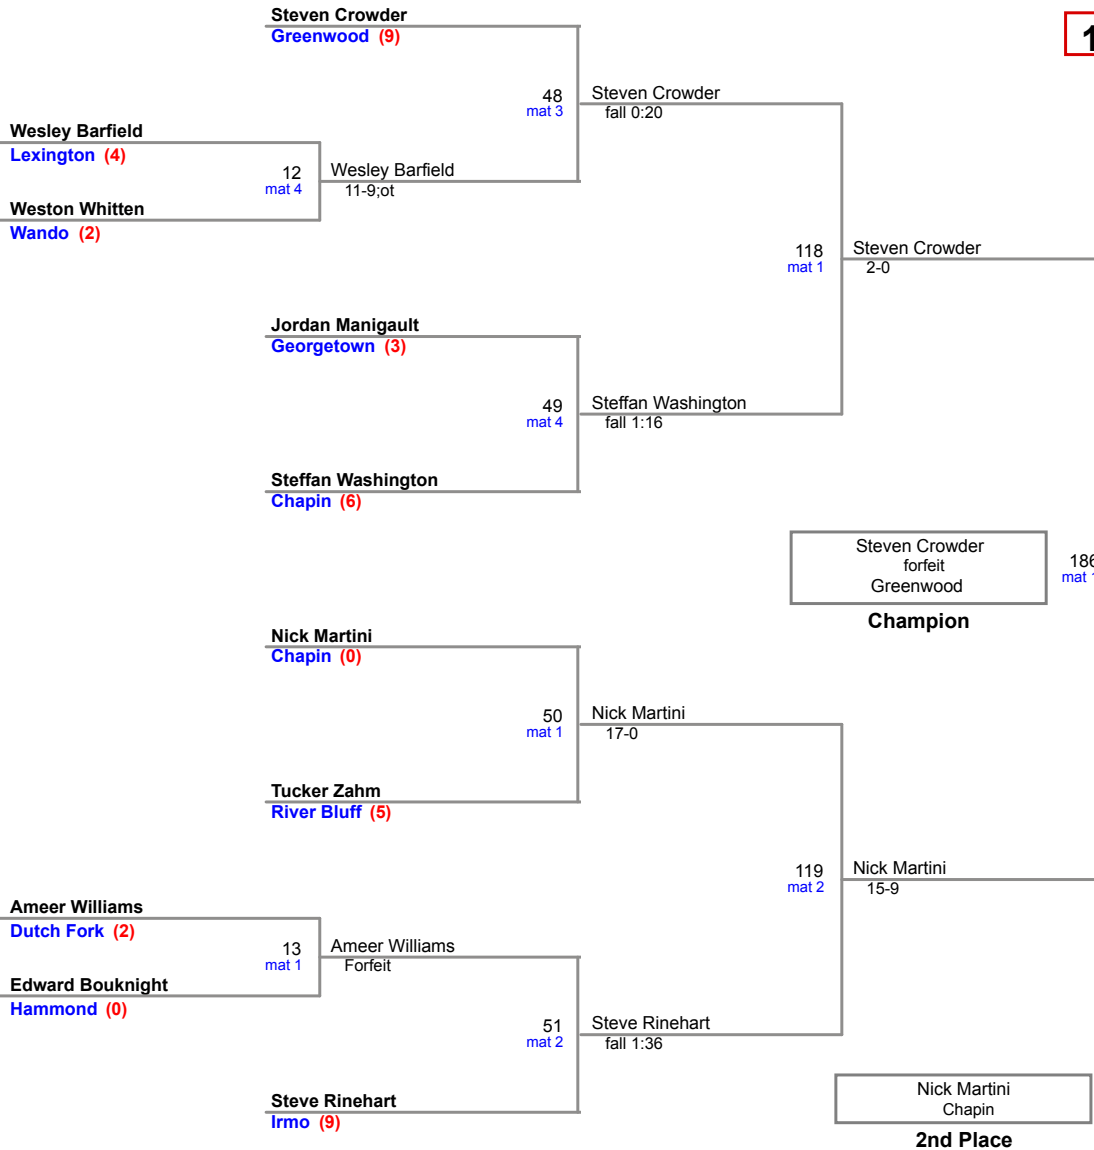 Steven Crowder
Greenwood (9)
1
48
mat 3
Steven Crowder
fall 0:20
Wesley Barfield
Lexington (4)
12
mat 4
Wesley Barfield
11-9;ot
Weston Whitten
Wando (2)
118
mat 1
Steven Crowder
2-0
Jordan Manigault
Georgetown (3)
49
mat 4
Steffan Washington
fall 1:16
Steffan Washington
Chapin (6)
Steven Crowder
forfeit
Greenwood
186
mat 1
Champion
Nick Martini
Chapin (0)
50
mat 1
Nick Martini
17-0
Tucker Zahm
River Bluff (5)
119
mat 2
Nick Martini
15-9
Ameer Williams
Dutch Fork (2)
13
mat 1
Ameer Williams
Forfeit
Edward Bouknight
Hammond (0)
51
mat 2
Steve Rinehart
fall 1:36
Steve Rinehart
Irmo (9)
Nick Martini
Chapin
2nd Place